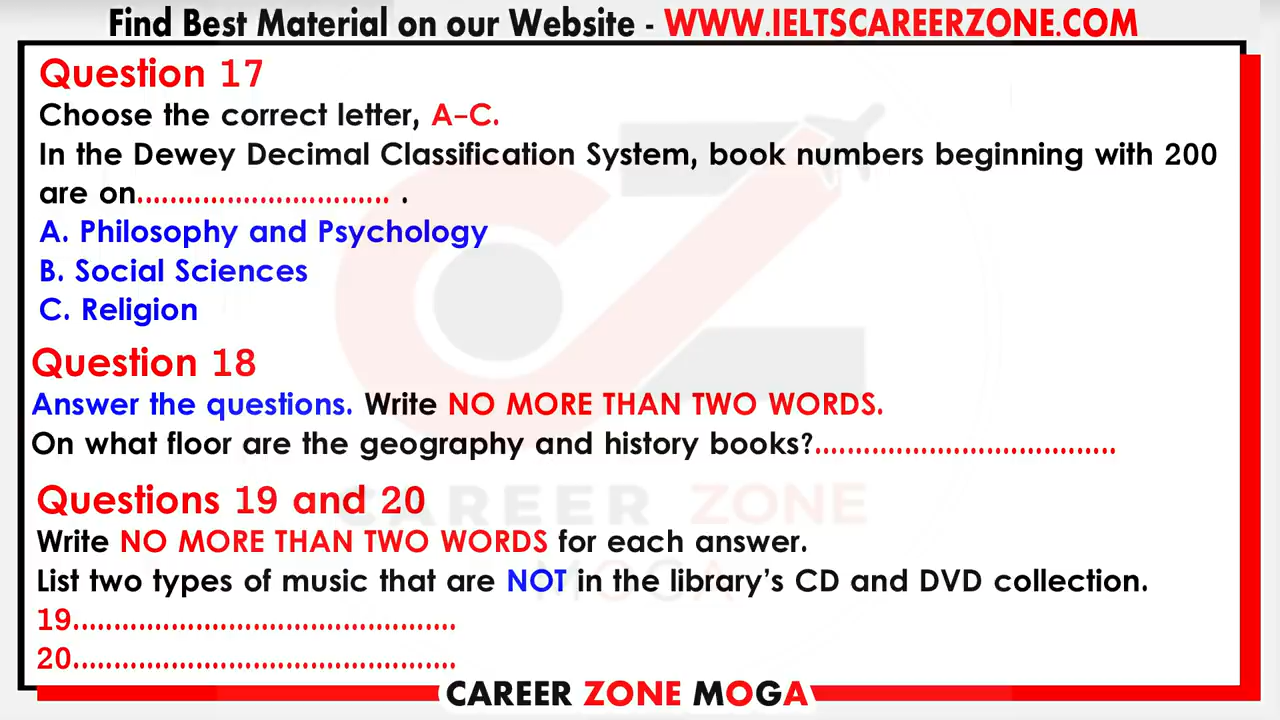 Find Best Material on our Website - WWW.IELTSCAREERZONE.COM
Question 17
Choose the correct letter, A-C.
In the Dewey Decimal Classification System, book numbers beginning with 200
are on............................... .
A. Philosophy and Psychology
B. Social Sciences
C. Religion
Question 18
Answer the questions. Write NO MORE THAN TWO WORDS.
On what floor are the geography and history books?.....................................
Questions 19 and 20
CAREER ZONE
Write NO MORE THAN TWO WORDS for each answer.
List two types of music that are NOT in the library's CD and DVD collection.
MOGA
19...............................................
20...............................................
CAREER ZONE MOGA